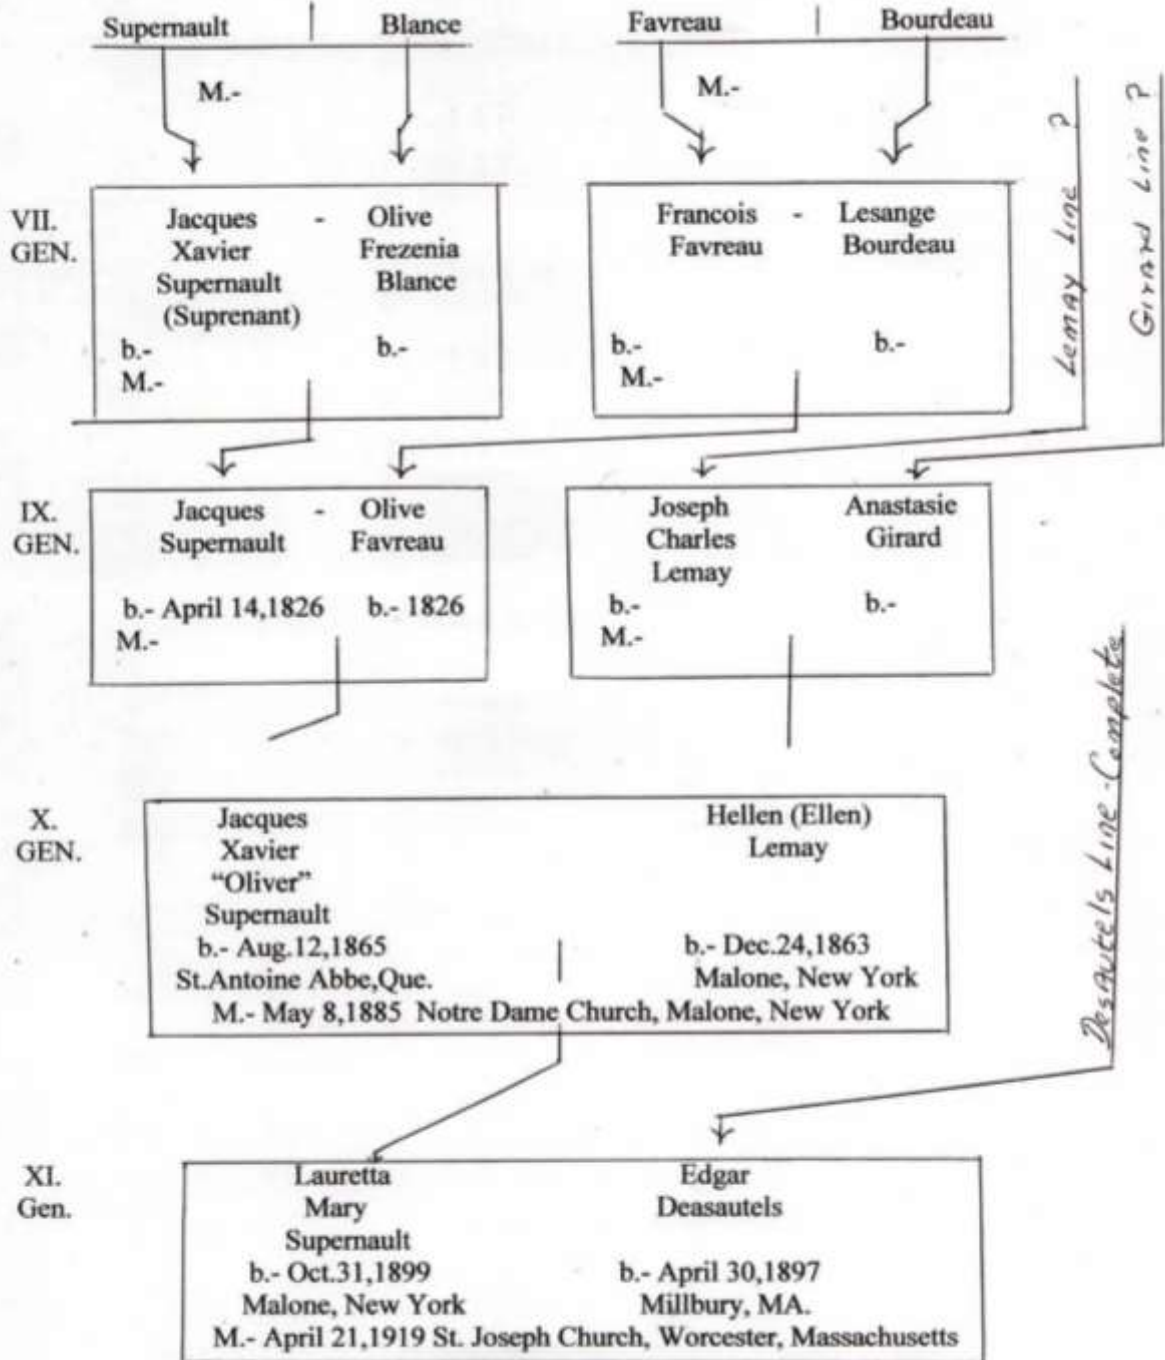 Supernault | Blance Favreau | Bourdeau
M.- M.-
Lemay Line ?
Girard Line ?
VII.
GEN.
Jacques - Olive
Xavier Frezenia
Supernault Blance
(Suprenant)
b.- b.-
M.-
Francois - Lesange
Favreau Bourdeau
b.- b.-
M.-
IX.
GEN.
Jacques - Olive
Supernault Favreau
b.- April 14,1826 b.- 1826
M.-
Joseph Anastasie
Charles Girard
Lemay
b.- b.-
M.-
Desautels Line - Complete
X.
GEN.
Jacques Hellen (Ellen)
Xavier Lemay
“Oliver”
Supernault
b.- Aug.12,1865 b.- Dec.24,1863
St.Antoine Abbe,Que. Malone, New York
M.- May 8,1885 Notre Dame Church, Malone, New York
XI.
Gen.
Lauretta Edgar
Mary Deasautels
Supernault
b.- Oct.31,1899 b.- April 30,1897
Malone, New York Millbury, MA.
M.- April 21,1919 St. Joseph Church, Worcester, Massachusetts